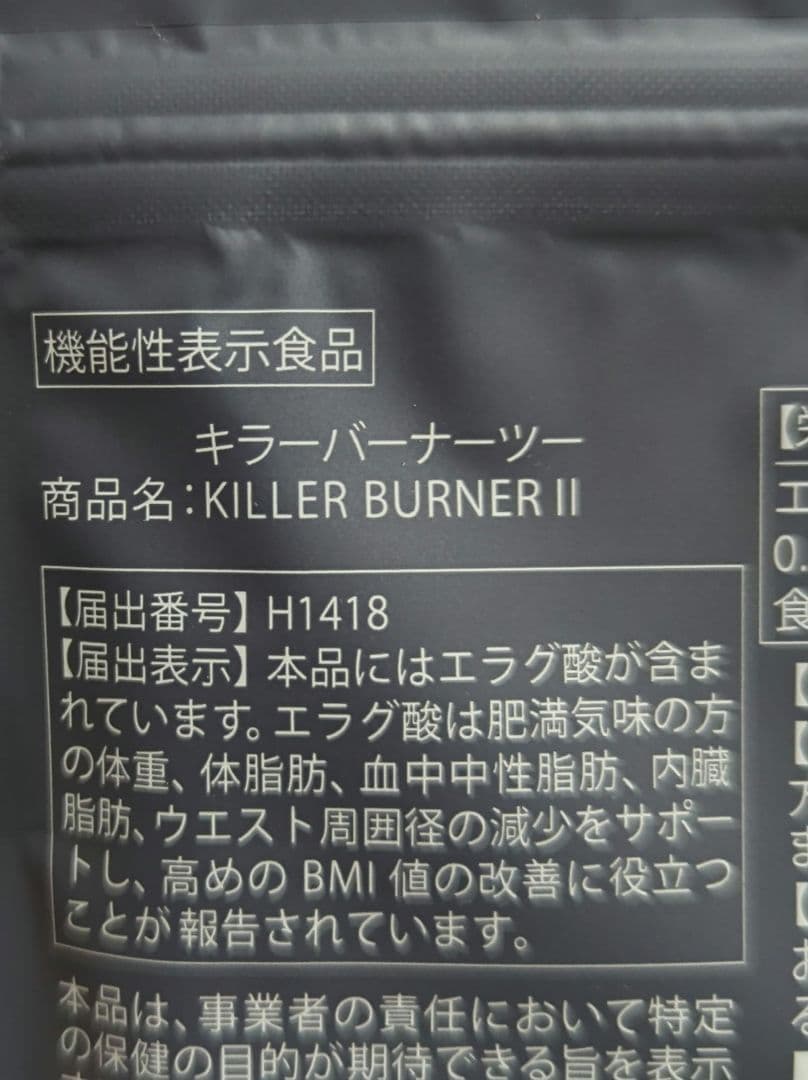 機能性表示食品
キラーバーナーツー
商品名：KILLER BURNER II
【届出番号】H1418
【届出表示】本品にはエラグ酸が含ま
れています。エラグ酸は肥満気味の方
の体重、体脂肪、血中中性脂肪、内臓
脂肪、ウエスト周囲径の減少をサポー
トし、高めのBMI値の改善に役立つ
ことが報告されています。
本品は、事業者の責任において特定
の保健の目的が期待できる旨を表示
エ
0.
食
【
ま
【
お
る